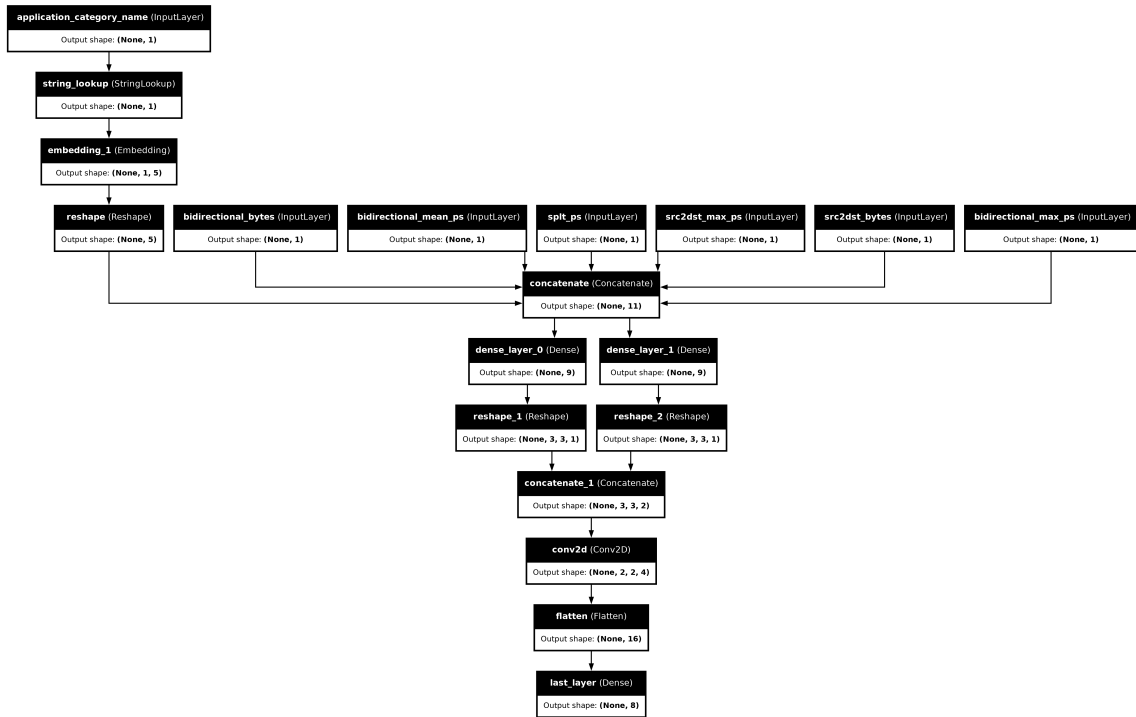 application_category_name (InputLayer)
Output shape: (None, 1)
string_lookup (StringLookup)
Output shape: (None, 1)
embedding_1 (Embedding)
Output shape: (None, 1, 5)
reshape (Reshape)
Output shape: (None, 5)
bidirectional_bytes (InputLayer)
Output shape: (None, 1)
bidirectional_mean_ps (InputLayer)
Output shape: (None, 1)
splt_ps (InputLayer)
Output shape: (None, 1)
src2dst_max_ps (InputLayer)
Output shape: (None, 1)
src2dst_bytes (InputLayer)
Output shape: (None, 1)
bidirectional_max_ps (InputLayer)
Output shape: (None, 1)
concatenate (Concatenate)
Output shape: (None, 11)
dense_layer_0 (Dense)
Output shape: (None, 9)
dense_layer_1 (Dense)
Output shape: (None, 9)
reshape_1 (Reshape)
Output shape: (None, 3, 3, 1)
reshape_2 (Reshape)
Output shape: (None, 3, 3, 1)
concatenate_1 (Concatenate)
Output shape: (None, 3, 3, 2)
conv2d (Conv2D)
Output shape: (None, 2, 2, 4)
flatten (Flatten)
Output shape: (None, 16)
last_layer (Dense)
Output shape: (None, 8)